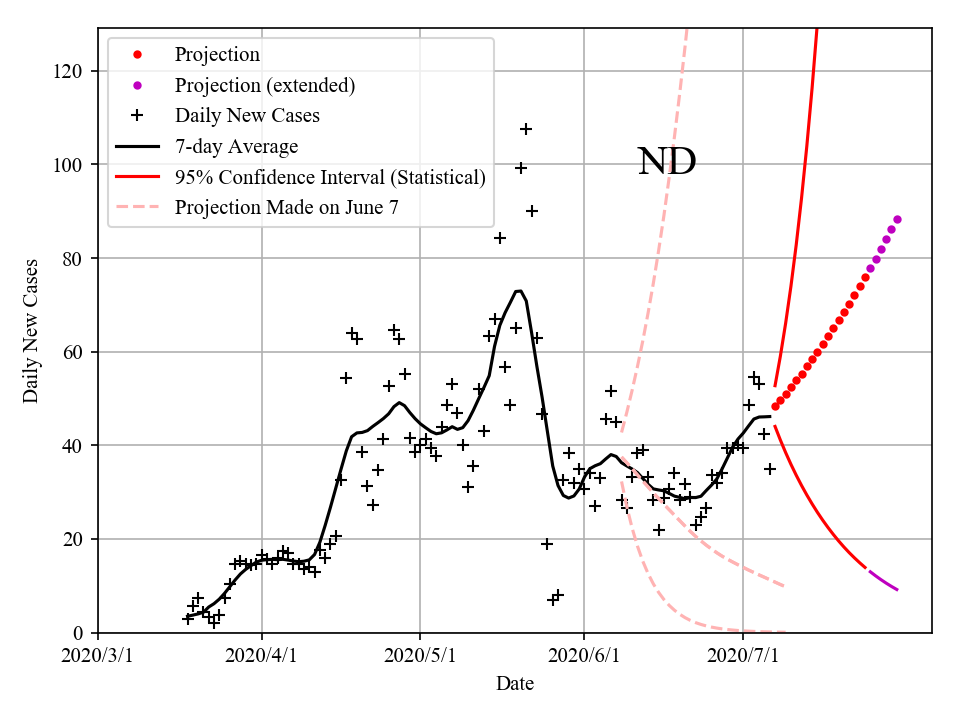 Projection
Projection (extended)
Daily New Cases
7-day Average
95% Confidence Interval (Statistical)
Projection Made on June 7
ND
120
100
80
60
40
20
0
Daily New Cases
2020/3/1
2020/4/1
2020/5/1
2020/6/1
2020/7/1
Date